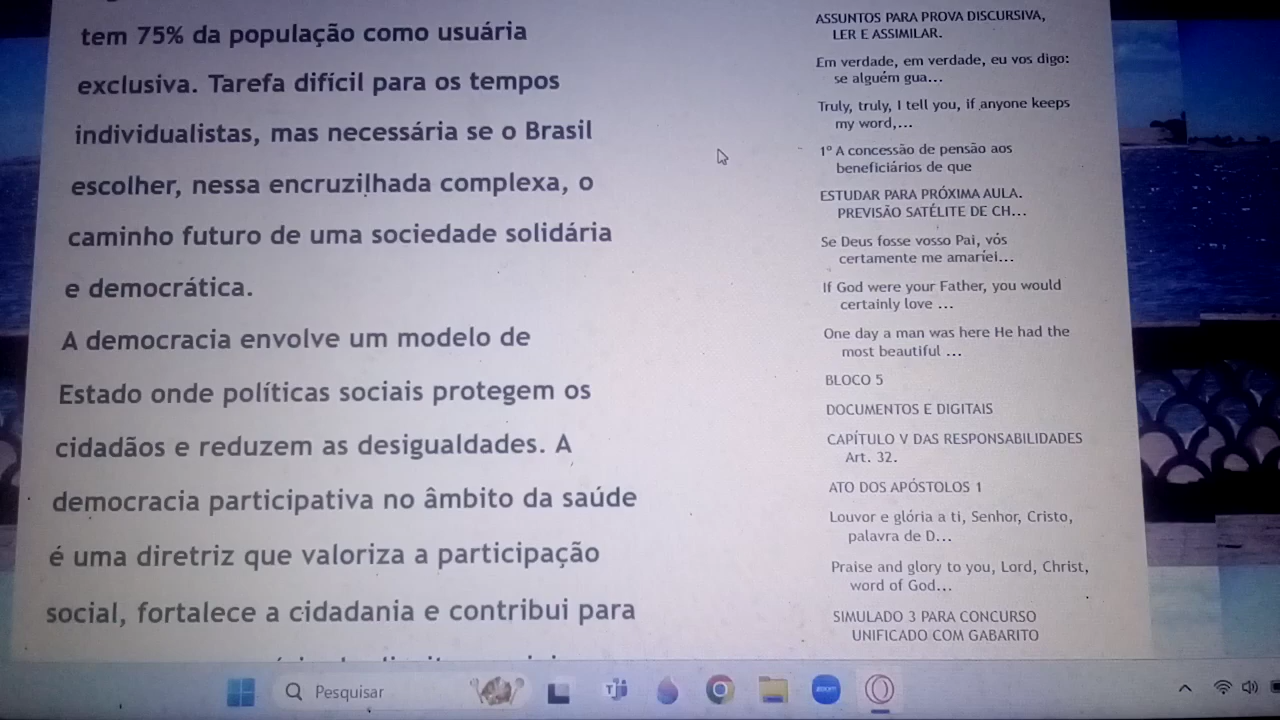 tem 75% da população como usuária
exclusiva. Tarefa difícil para os tempos
individualistas, mas necessária se o Brasil
escolher, nessa encruzilhada complexa, o
caminho futuro de uma sociedade solidária
e democrática.
A democracia envolve um modelo de
Estado onde políticas sociais protegem os
cidadãos e reduzem as desigualdades. A
democracia participativa no âmbito da saúde
é uma diretriz que valoriza a participação
social, fortalece a cidadania e contribui para
ASSUNTOS PARA PROVA DISCURSIVA,
LER E ASSIMILAR.
Em verdade, em verdade, eu vos digo:
se alguém gua...
Truly, truly, I tell you, if anyone keeps
my word,...
1º A concessão de pensão aos
beneficiários de que
ESTUDAR PARA PRÓXIMA AULA.
PREVISÃO SATÉLITE DE CH...
Se Deus fosse vosso Pai, vós
certamente me amaríei...
If God were your Father, you would
certainly love ...
One day a man was here He had the
most beautiful ...
BLOCO 5
DOCUMENTOS E DIGITAIS
CAPÍTULO V DAS RESPONSABILIDADES
Art. 32.
ATO DOS APÓSTOLOS 1
Louvor e glória a ti, Senhor, Cristo,
palavra de D...
Praise and glory to you, Lord, Christ,
word of God...
SIMULADO 3 PARA CONCURSO
UNIFICADO COM GABARITO
Pesquisar
zoom